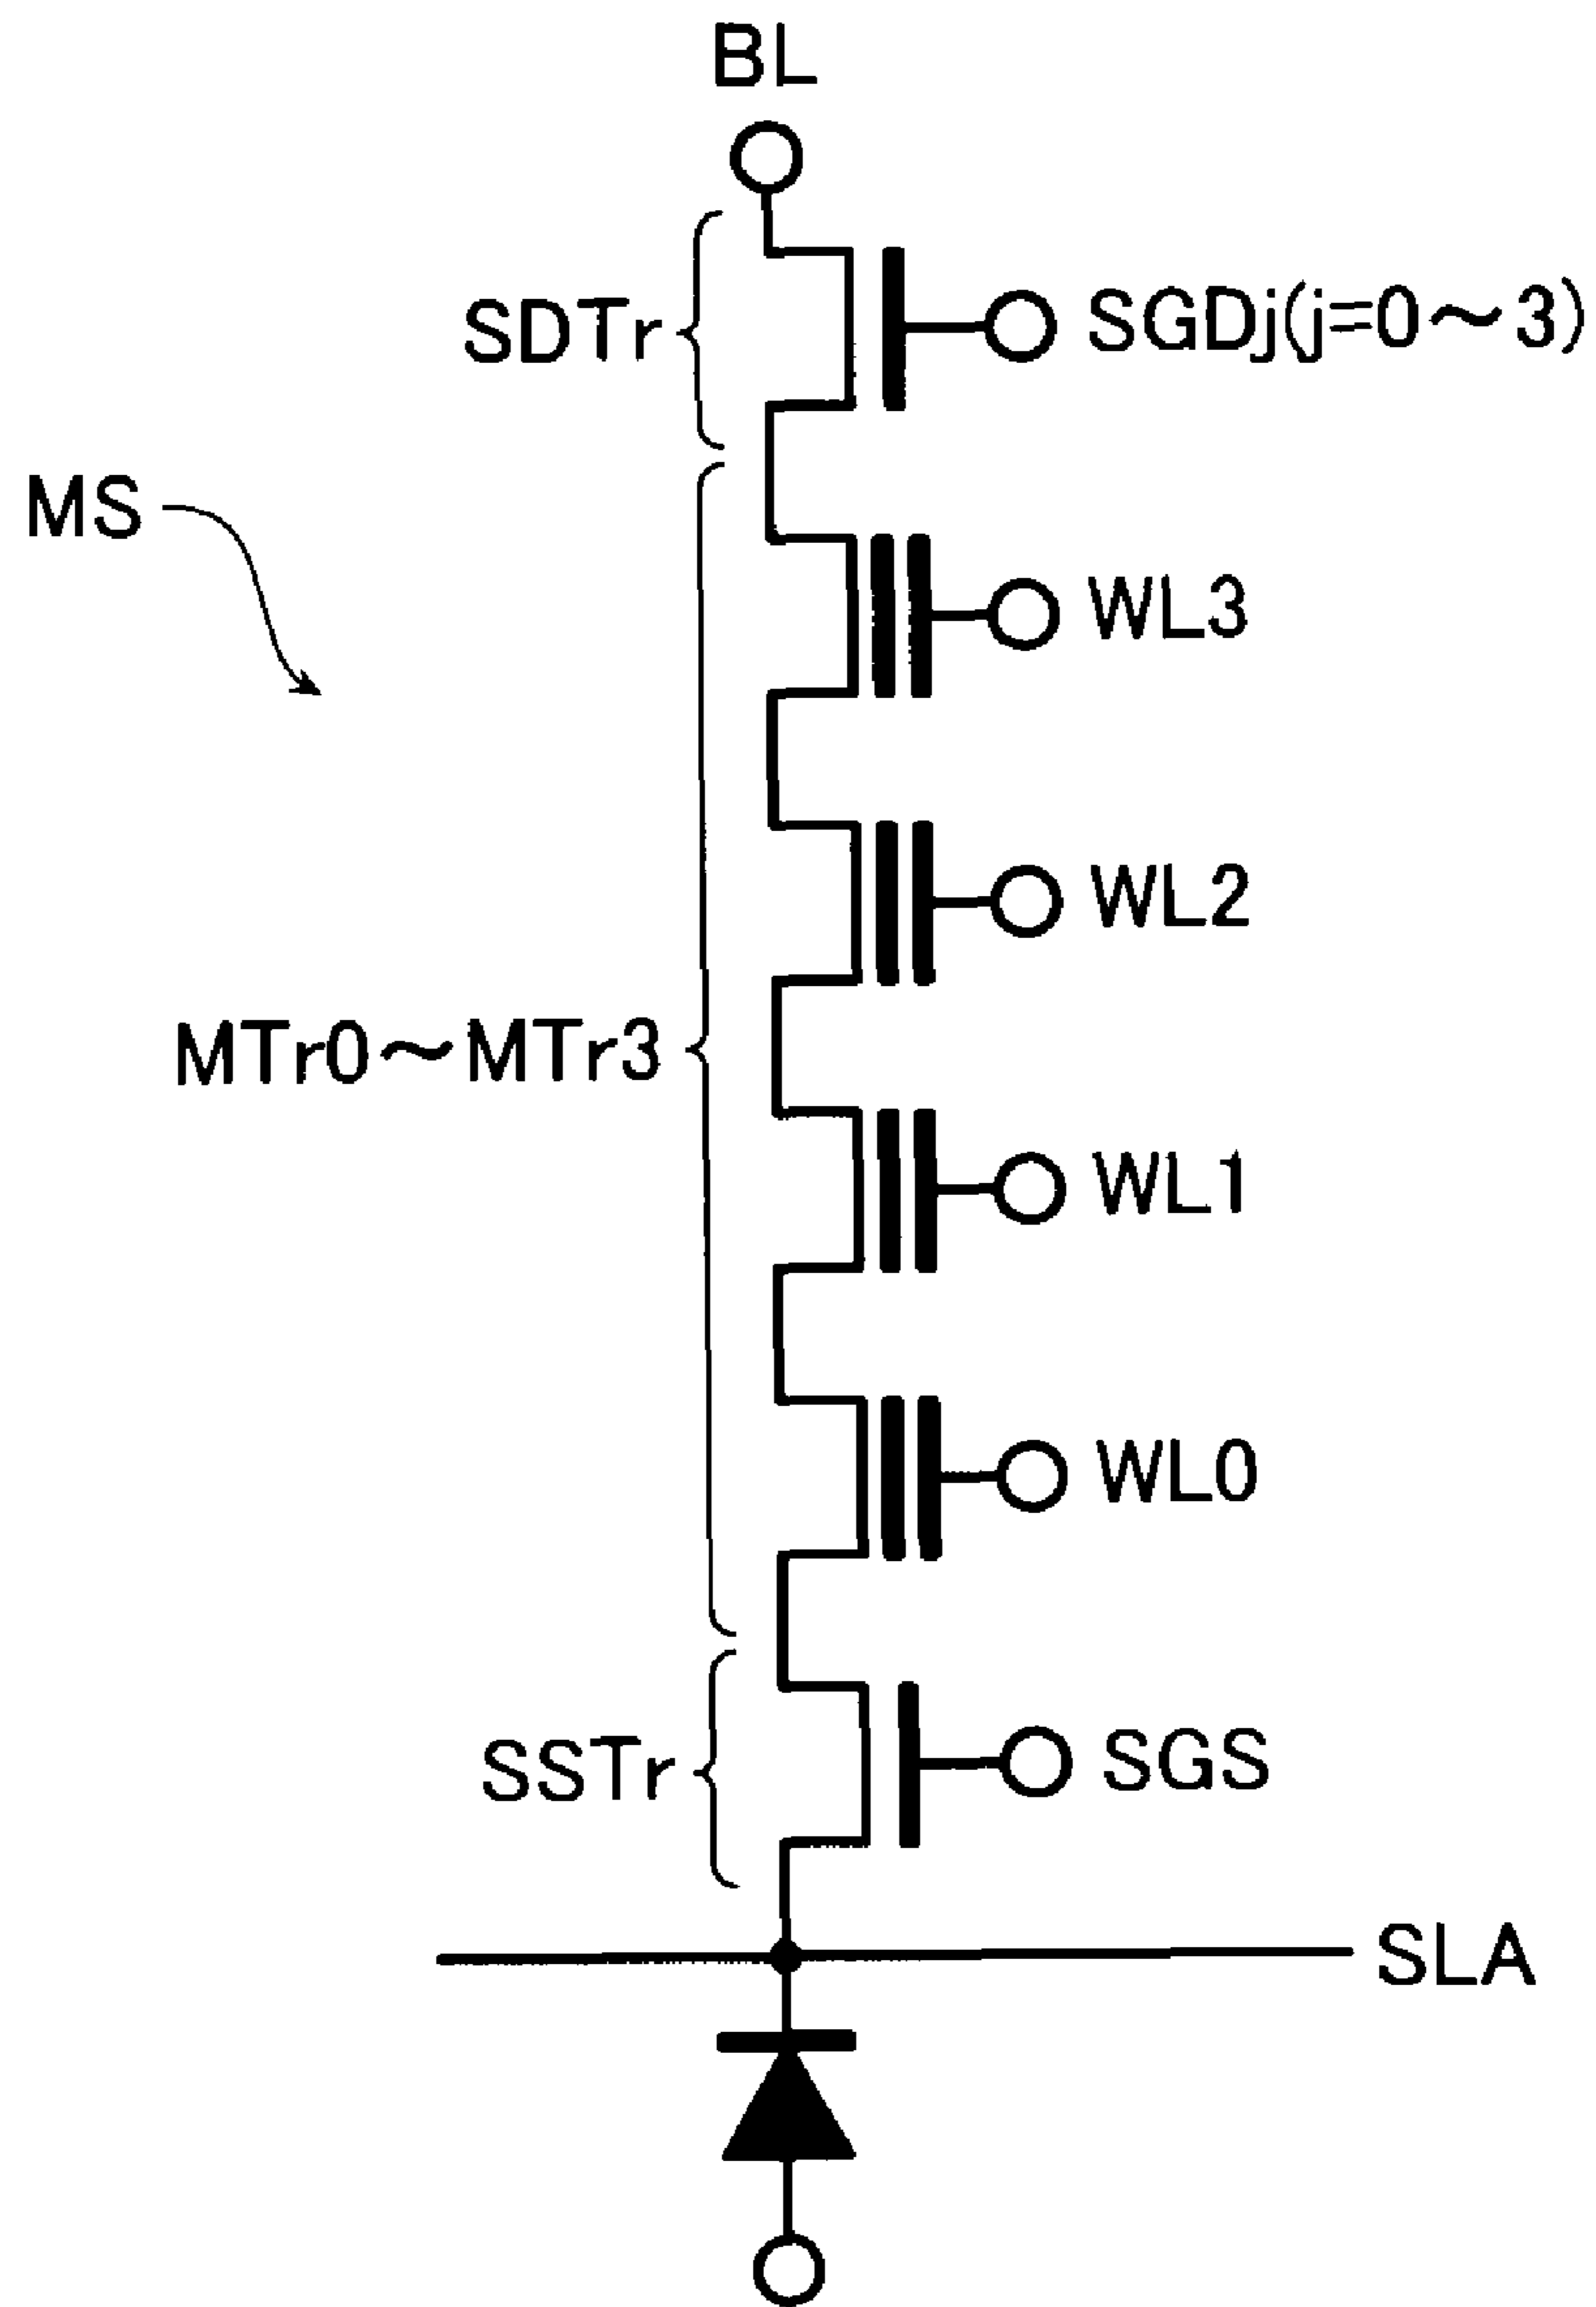 BL
SDTr
SGDj(j=0～3)
MS
WL3
WL2
MTr0～MTr3
WL1
WL0
SSTr
SGS
SLA